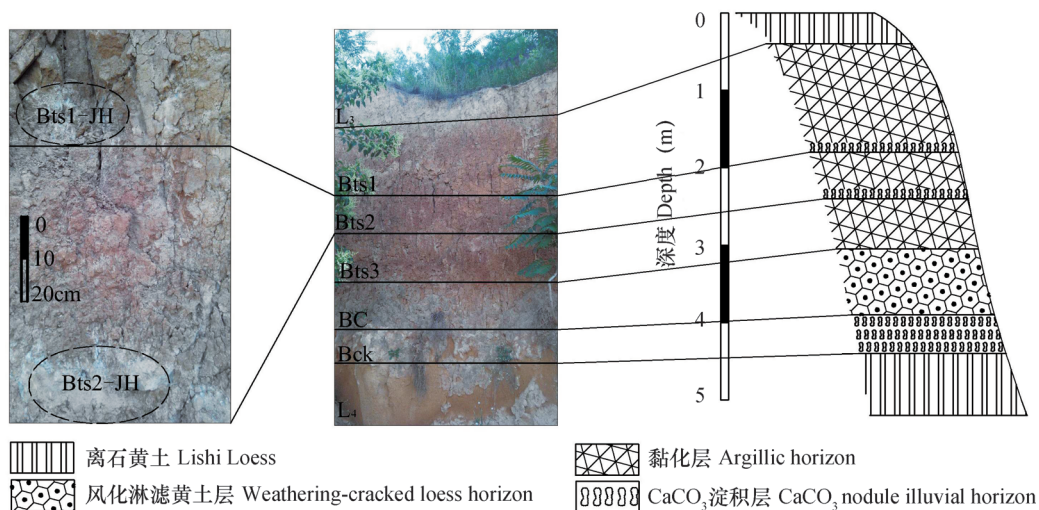 Bts1-JH
0
10
20cm
Bts2-JH
L₃
Bts1
Bts2
Bts3
BC
Bck
L₄
0
1
2
3
4
5
深度 Depth (m)
离石黄土 Lishi Loess
黏化层 Argillic horizon
风化淋滤黄土层 Weathering-cracked loess horizon
CaCO₃淀积层 CaCO₃ nodule illuvial horizon